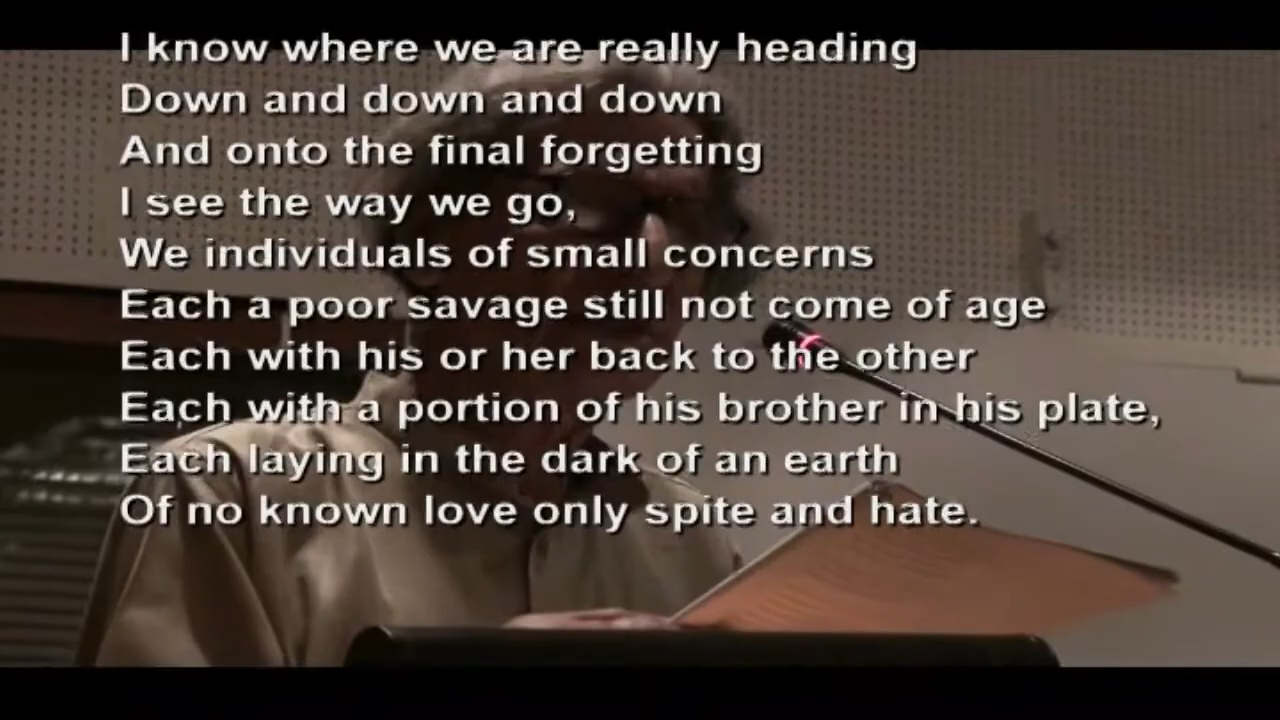 I know where we are really heading
Down and down and down
And onto the final forgetting
I see the way we go,
We individuals of small concerns
Each a poor savage still not come of age
Each with his or her back to the other
Each with a portion of his brother in his plate,
Each laying in the dark of an earth
Of no known love only spite and hate.